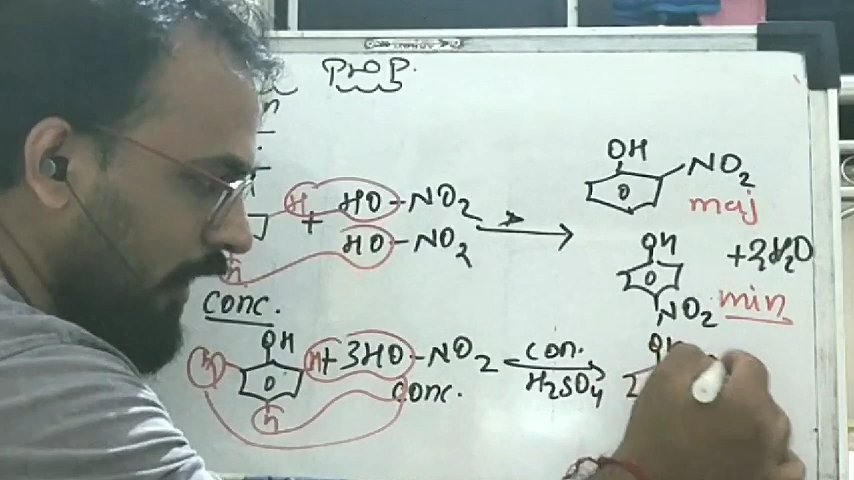 Prop.
n
OH
NO2
H + HO-NO2
maj
HO-NO2
H
OH
+2H2O
NO2
min
conc.
OH
H
H + 3HO-NO2
con.
H2SO4
conc.
H
OH